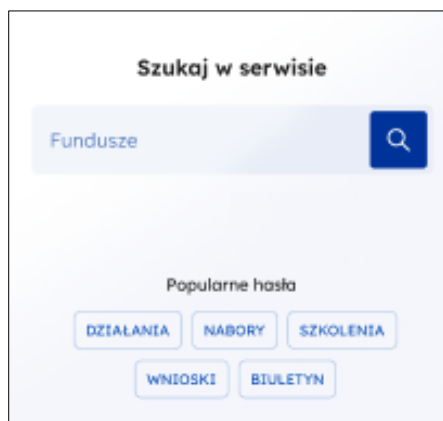 Szukaj w serwisie
Fundusze
Popularne hasła
DZIAŁANIA NABORY SZKOLENIA
WNIOSKI BIULETYN